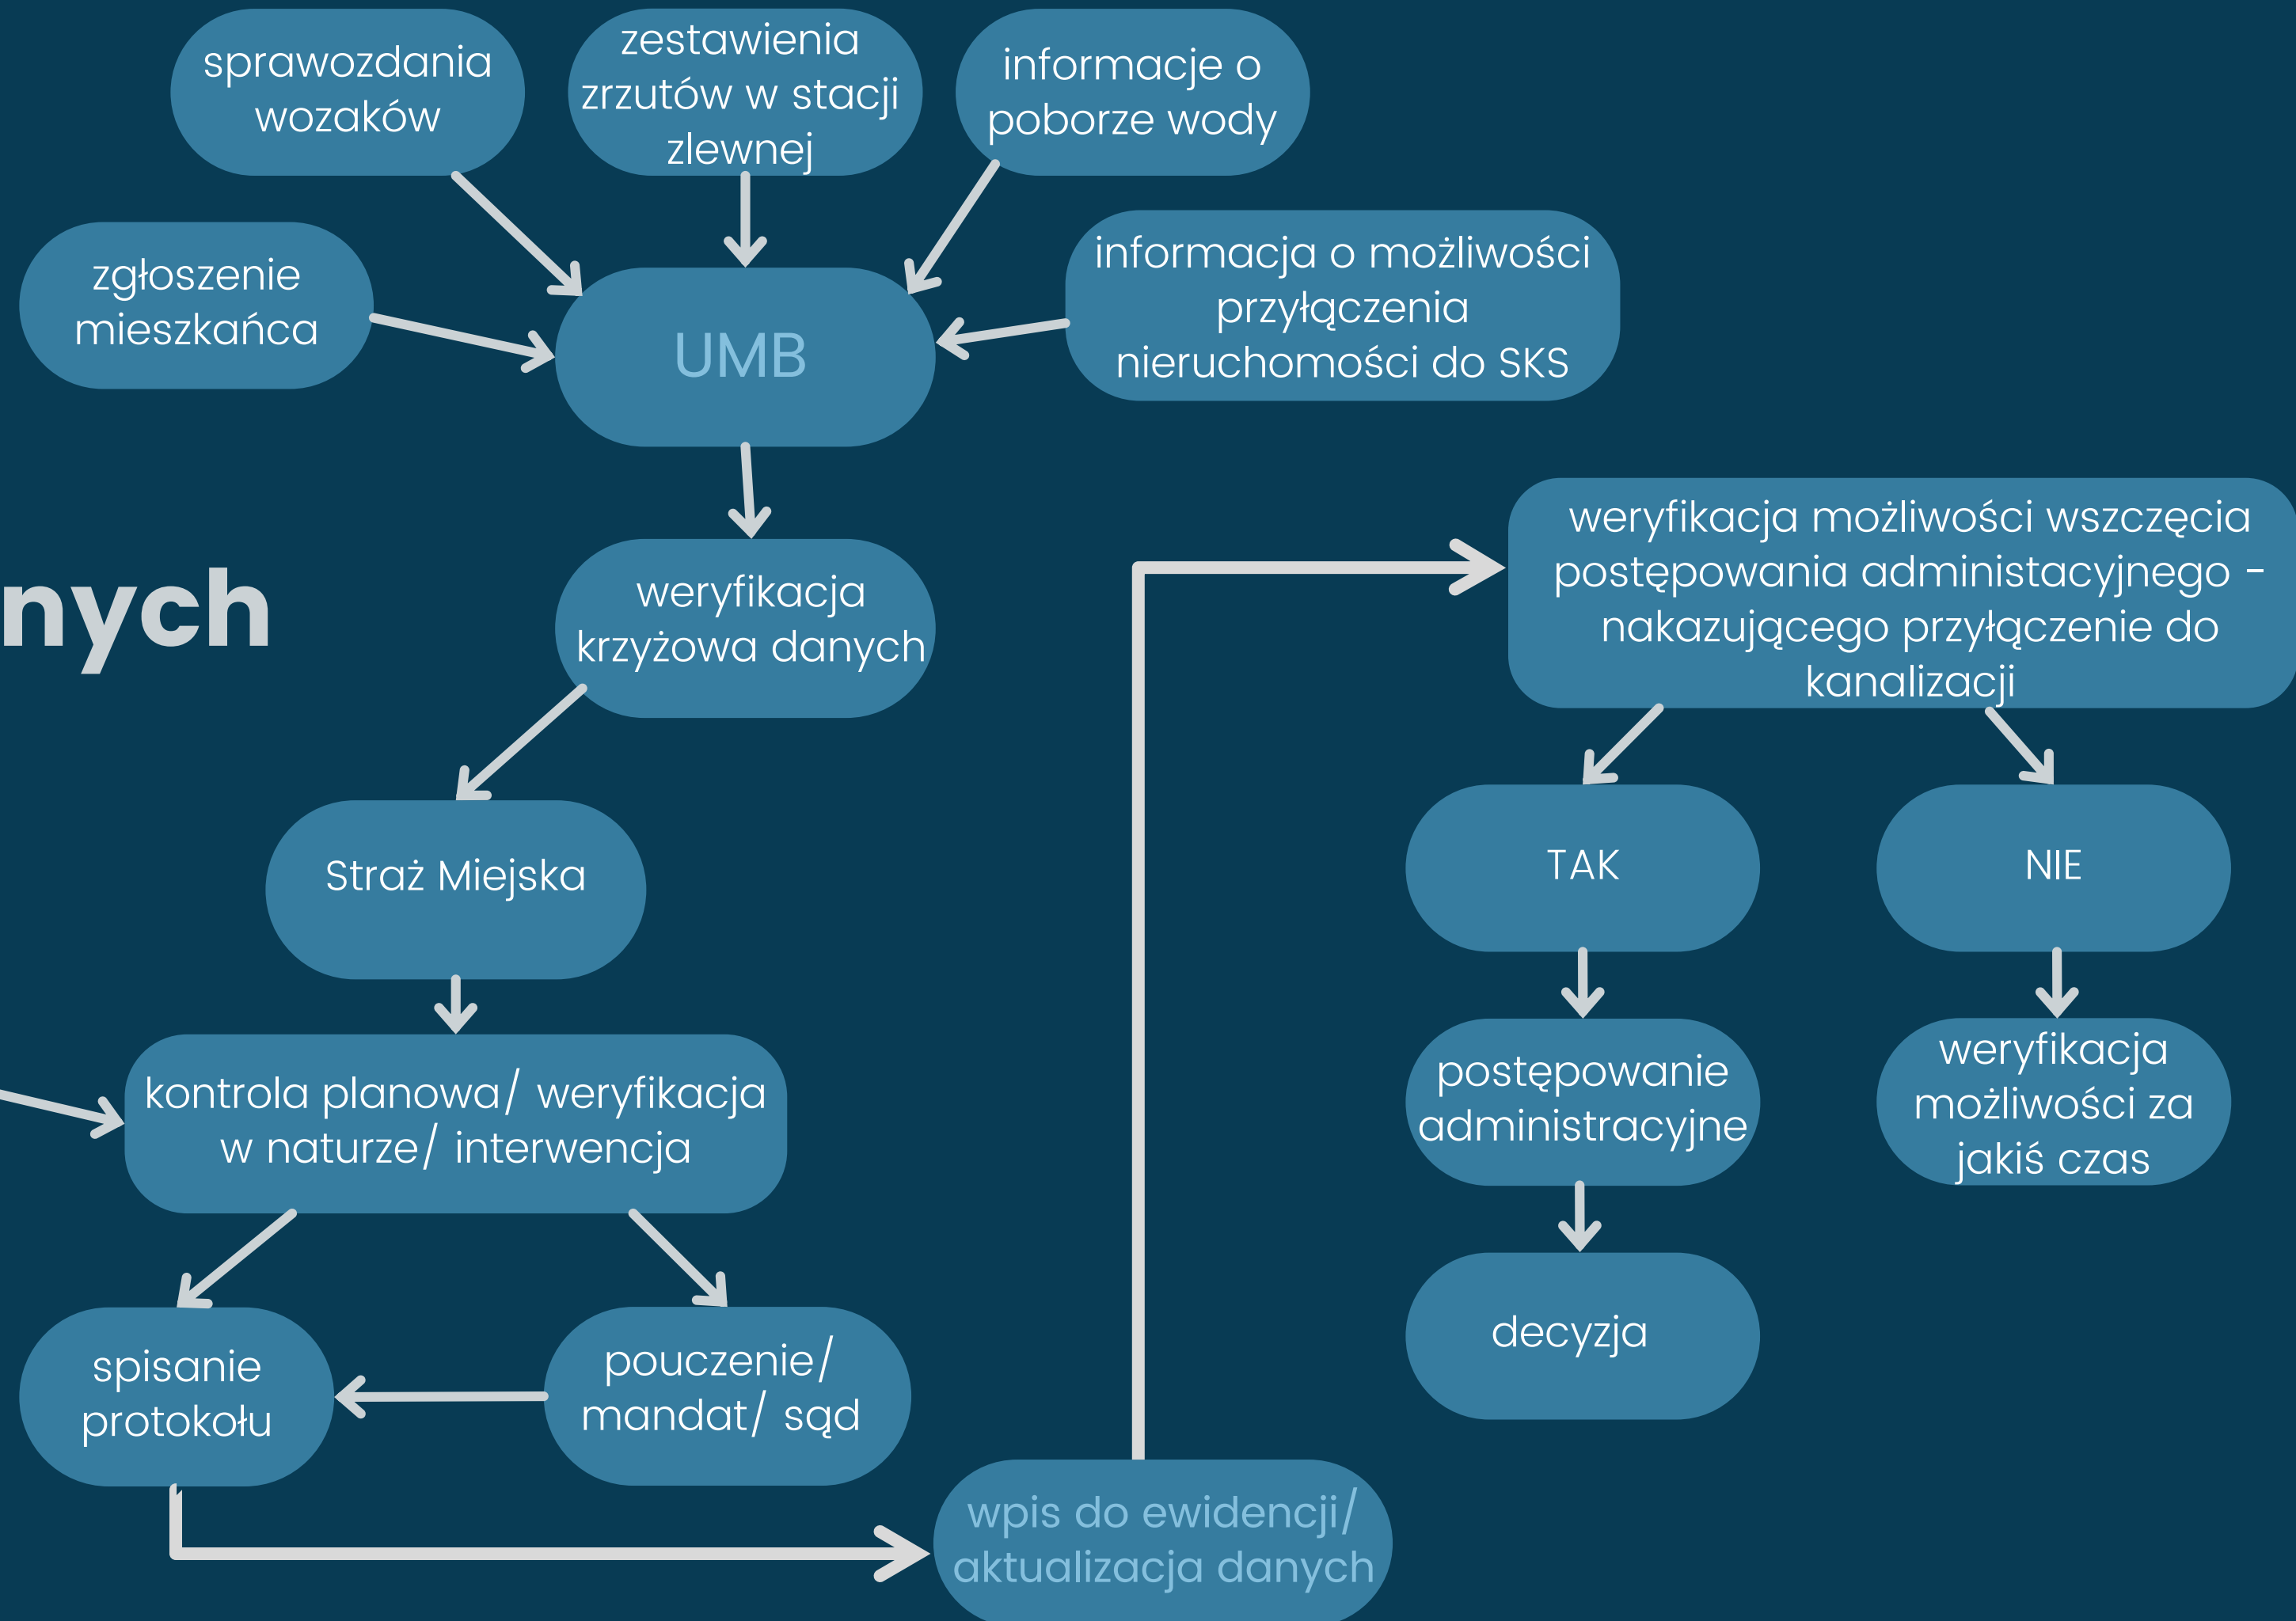 sprawozdania
wozaków
zestawienia
zrzutów w stacji
zlewnej
informacje o
poborze wody
zgłoszenie
mieszkańca
informacja o możliwości
przyłączenia
nieruchomości do SKS
UMB
nych
weryfikacja
krzyżowa danych
weryfikacja możliwości wszczęcia
postępowania administacyjnego -
nakazującego przyłączenie do
kanalizacji
Straż Miejska
TAK
NIE
kontrola planowa/ weryfikacja
w naturze/ interwencja
postępowanie
administracyjne
weryfikacja
możliwości za
jakiś czas
spisanie
protokołu
pouczenie/
mandat/ sąd
decyzja
wpis do ewidencji/
aktualizacja danych